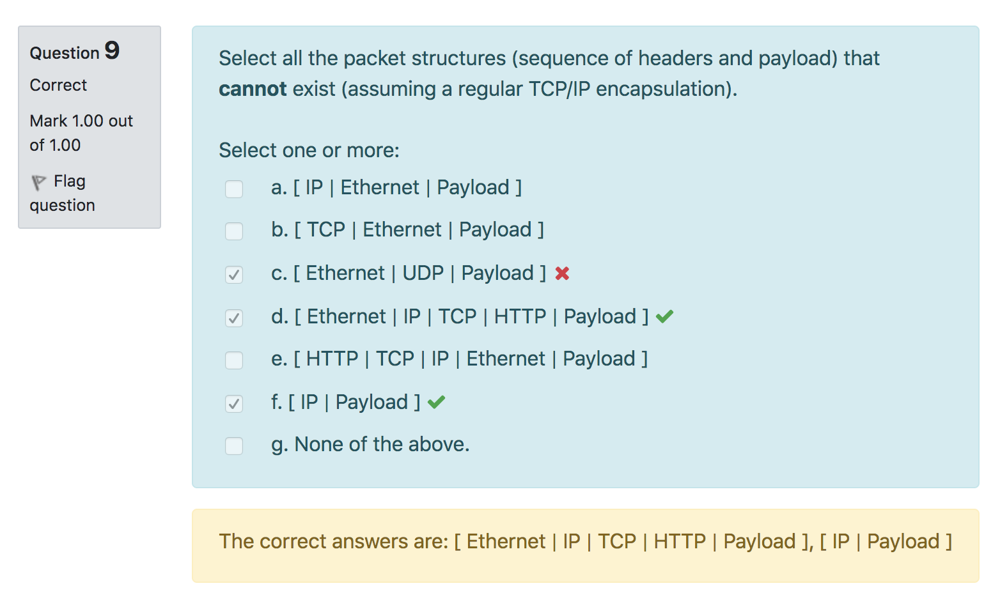 Question 9
Correct
Mark 1.00 out
of 1.00
Flag
question
Select all the packet structures (sequence of headers and payload) that
cannot exist (assuming a regular TCP/IP encapsulation).
Select one or more:
a. [ IP | Ethernet | Payload ]
b. [ TCP | Ethernet | Payload ]
c. [ Ethernet | UDP | Payload ]
d. [ Ethernet | IP | TCP | HTTP | Payload ]
e. [ HTTP | TCP | IP | Ethernet | Payload ]
f. [ IP | Payload ]
g. None of the above.
The correct answers are: [ Ethernet | IP | TCP | HTTP | Payload ], [ IP | Payload ]